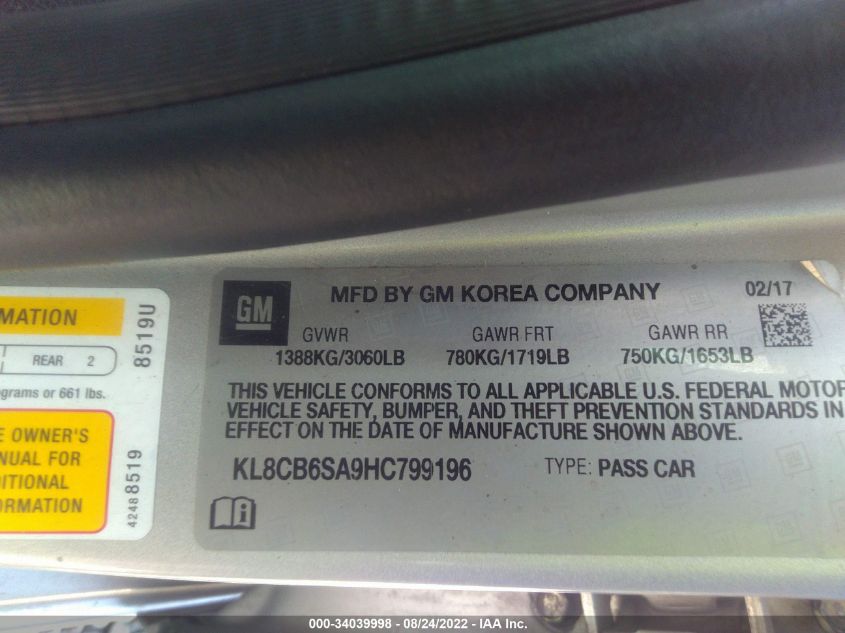 MATION
REAR 2
ograms or 661 lbs.
E OWNER'S
NUAL FOR
DITIONAL
ORMATION
8519U
42488519
GM
MFD BY GM KOREA COMPANY
02/17
GVWR GAWR FRT GAWR RR
1388KG/3060LB 780KG/1719LB 750KG/1653LB
THIS VEHICLE CONFORMS TO ALL APPLICABLE U.S. FEDERAL MOTOR
VEHICLE SAFETY, BUMPER, AND THEFT PREVENTION STANDARDS IN
EFFECT ON THE DATE OF MANUFACTURE SHOWN ABOVE.
KL8CB6SA9HC799196 TYPE: PASS CAR
000-34039998 - 08/24/2022 - IAA Inc.